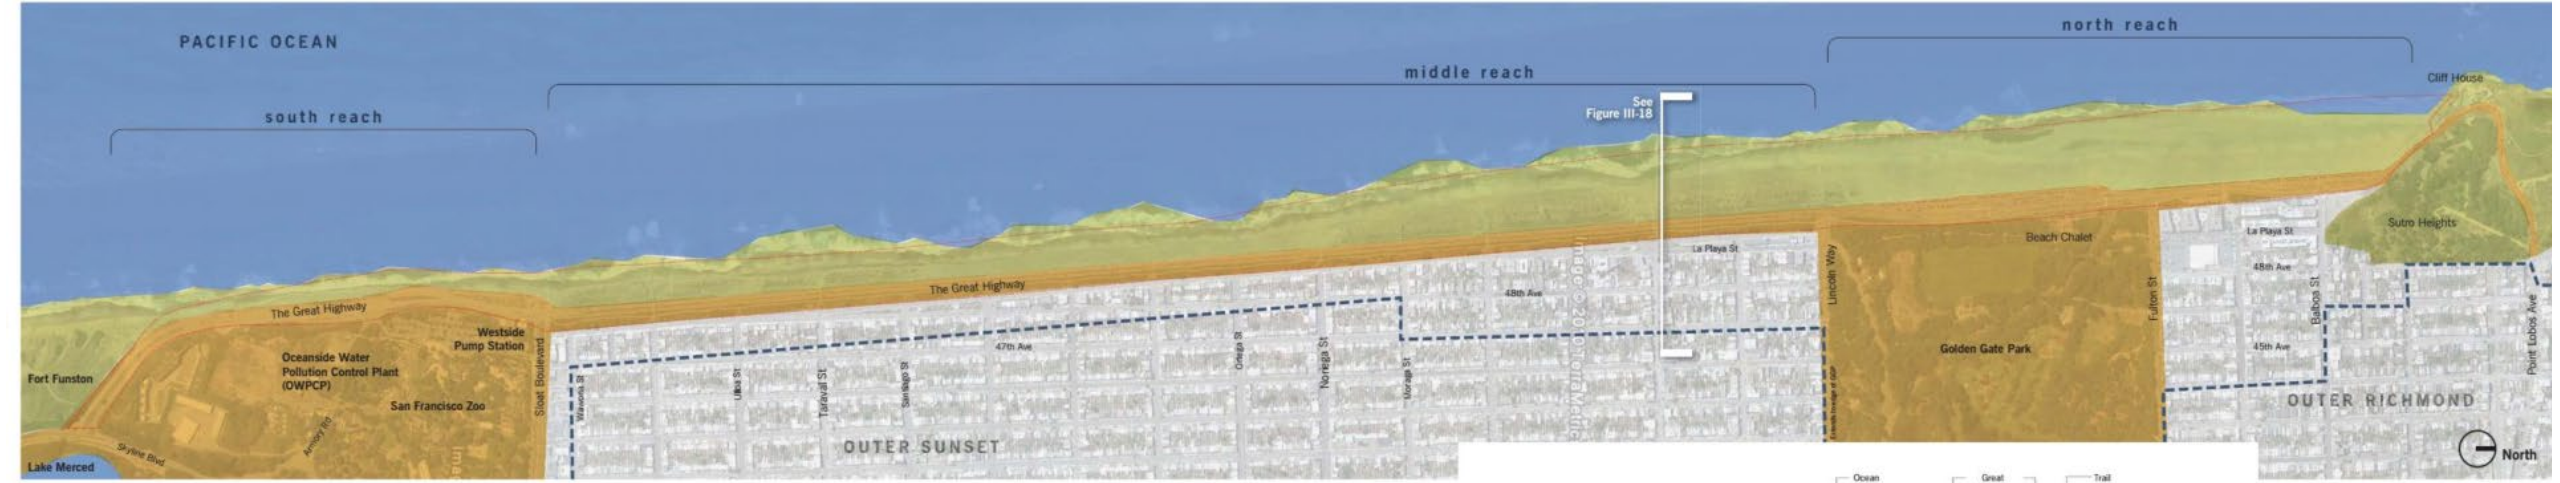 PACIFIC OCEAN
south reach
middle reach
north reach
See
Figure III-18
Cliff House
Sutro Heights
The Great Highway
The Great Highway
La Playa St
Beach Chalet
La Playa St
48th Ave
48th Ave
47th Ave
45th Ave
Westside
Pump Station
Oceanside Water
Pollution Control Plant
(OWPCP)
San Francisco Zoo
Fort Funston
Lake Merced
Skyline Blvd
Armory Rd
Sloat Boulevard
Wawona St
Ulloa St
Taraval St
Santiago St
Ortega St
Noriega St
Moraga St
Lincoln Way
Golden Gate Park
Fulton St
Balboa St
Point Lobos Ave
OUTER SUNSET
OUTER RICHMOND
North
Ocean
Great
Trail